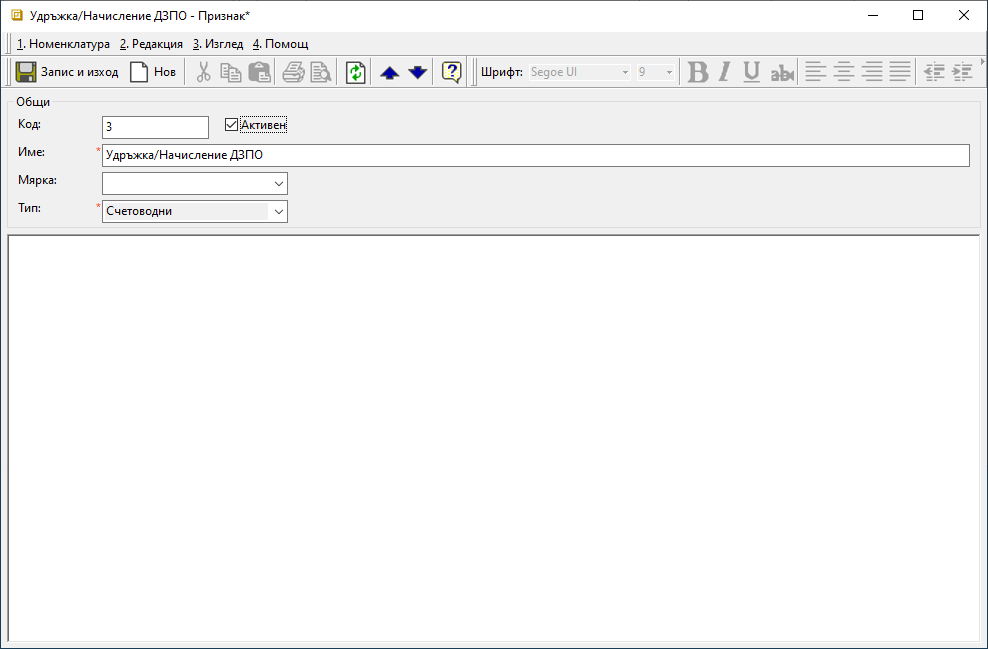 Удръжка/Начисление ДЗПО - Признак*
1. Номенклатура 2. Редакция 3. Изглед 4. Помощ
Запис и изход Нов Шрифт: Segoe UI 9 B I U ab
Общи
Код: 3 Активен
Име: * Удръжка/Начисление ДЗПО
Мярка:
Тип: * Счетоводни